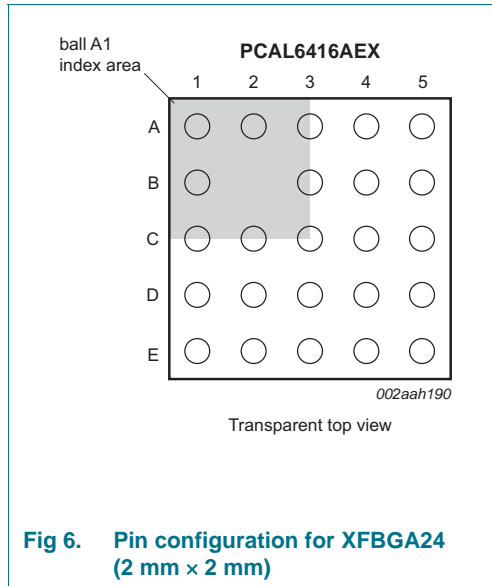 ball A1
index area
PCAL6416AEX
1 2 3 4 5
A
B
C
D
E
002aah190
Transparent top view
Fig 6. Pin configuration for XFBGA24
(2 mm × 2 mm)